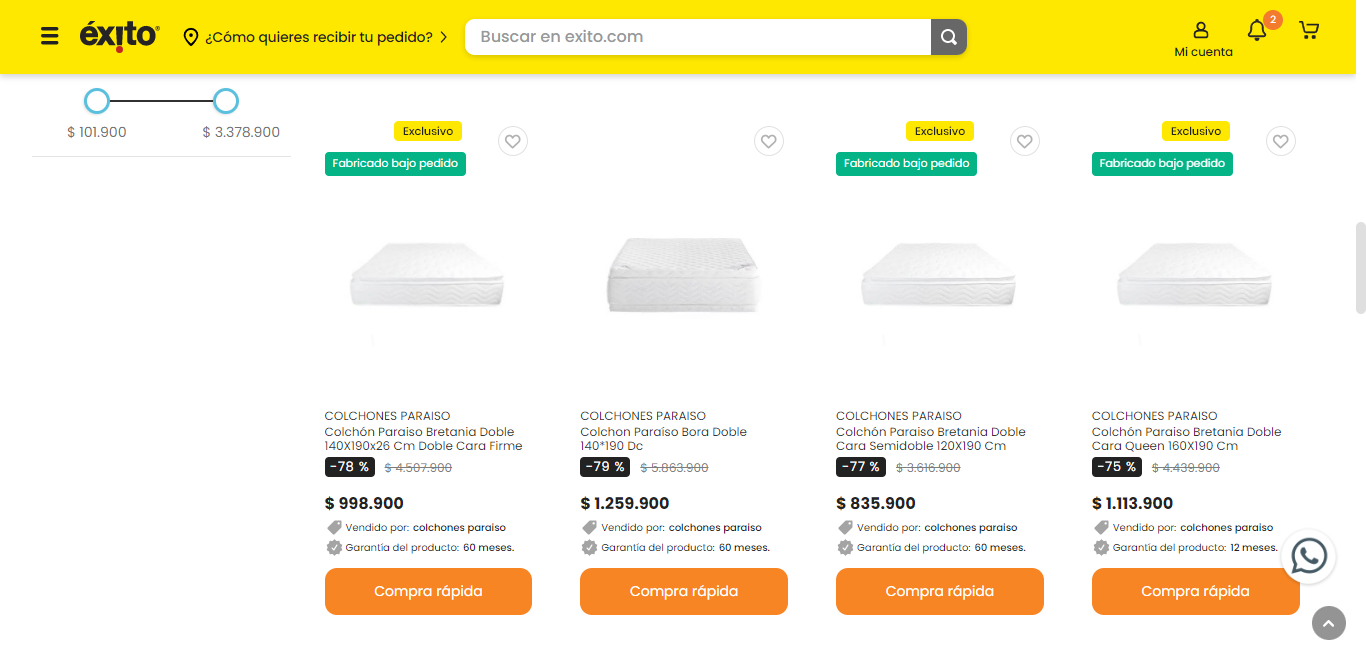 éxito
¿Cómo quieres recibir tu pedido?
Buscar en exito.com
Mi cuenta
2
$ 101.900
$ 3.378.900
Exclusivo
Fabricado bajo pedido
COLCHONES PARAISO
Colchón Paraiso Bretania Doble
140X190x26 Cm Doble Cara Firme
-78 %
$ 4.507.900
$ 998.900
Vendido por: colchones paraiso
Garantía del producto: 60 meses.
Compra rápida
COLCHONES PARAISO
Colchon Paraíso Bora Doble
140*190 Dc
-79 %
$ 5.863.900
$ 1.259.900
Vendido por: colchones paraiso
Garantía del producto: 60 meses.
Compra rápida
Exclusivo
Fabricado bajo pedido
COLCHONES PARAISO
Colchón Paraiso Bretania Doble
Cara Semidoble 120X190 Cm
-77 %
$ 3.616.900
$ 835.900
Vendido por: colchones paraiso
Garantía del producto: 60 meses.
Compra rápida
Exclusivo
Fabricado bajo pedido
COLCHONES PARAISO
Colchón Paraiso Bretania Doble
Cara Queen 160X190 Cm
-75 %
$ 4.439.900
$ 1.113.900
Vendido por: colchones paraiso
Garantía del producto: 12 meses.
Compra rápida